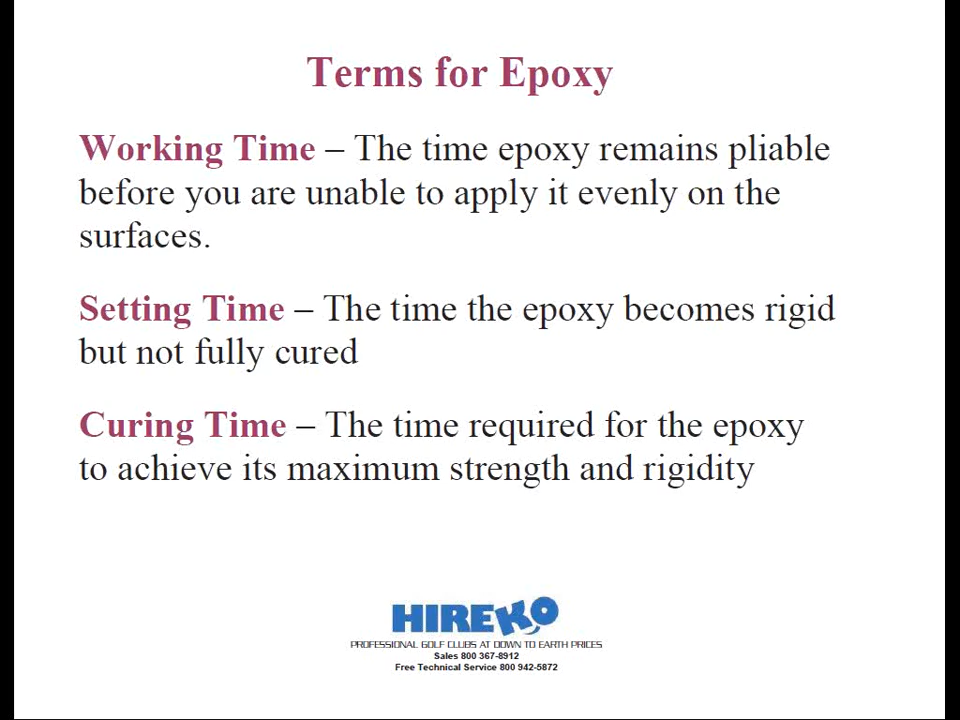 Terms for Epoxy
Working Time – The time epoxy remains pliable
before you are unable to apply it evenly on the
surfaces.
Setting Time – The time the epoxy becomes rigid
but not fully cured
Curing Time – The time required for the epoxy
to achieve its maximum strength and rigidity
HIREKO
PROFESSIONAL GOLF CLUBS AT DOWN TO EARTH PRICES
Sales 800 367-8912
Free Technical Service 800 942-5872